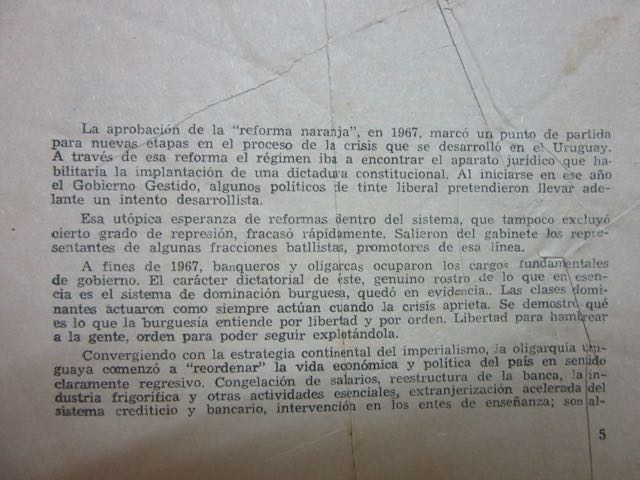 La aprobación de la "reforma naranja", en 1967, marcó un punto de partida
para nuevas etapas en el proceso de la crisis que se desarrolló en el Uruguay.
A través de esa reforma el régimen iba a encontrar el aparato jurídico que ha-
bilitaría la implantación de una dictadura constitucional. Al iniciarse en ese año
el Gobierno Gestido, algunos políticos de tinte liberal pretendieron llevar ade-
lante un intento desarrollista.
Esa utópica esperanza de reformas dentro del sistema, que tampoco excluyó
cierto grado de represión, fracasó rápidamente. Salieron del gabinete los repre-
sentantes de algunas fracciones batllistas, promotores de esa línea.
A fines de 1967, banqueros y oligarcas ocuparon los cargos fundamentales
de gobierno. El carácter dictatorial de éste, genuino rostro de lo que en esen-
cia es el sistema de dominación burguesa, quedó en evidencia. Las clases domi-
nantes actuaron como siempre actúan cuando la crisis aprieta. Se demostró qué
es lo que la burguesía entiende por libertad y por orden. Libertad para hambrear
a la gente, orden para poder seguir explotándola.
Convergiendo con la estrategia continental del imperialismo, la oligarquía uru-
guaya comenzó a "reordenar" la vida económica y política del país en sentido
claramente regresivo. Congelación de salarios, reestructura de la banca, la in-
dustria frigorífica y otras actividades esenciales, extranjerización acelerada del
sistema crediticio y bancario, intervención en los entes de enseñanza; son al-
5